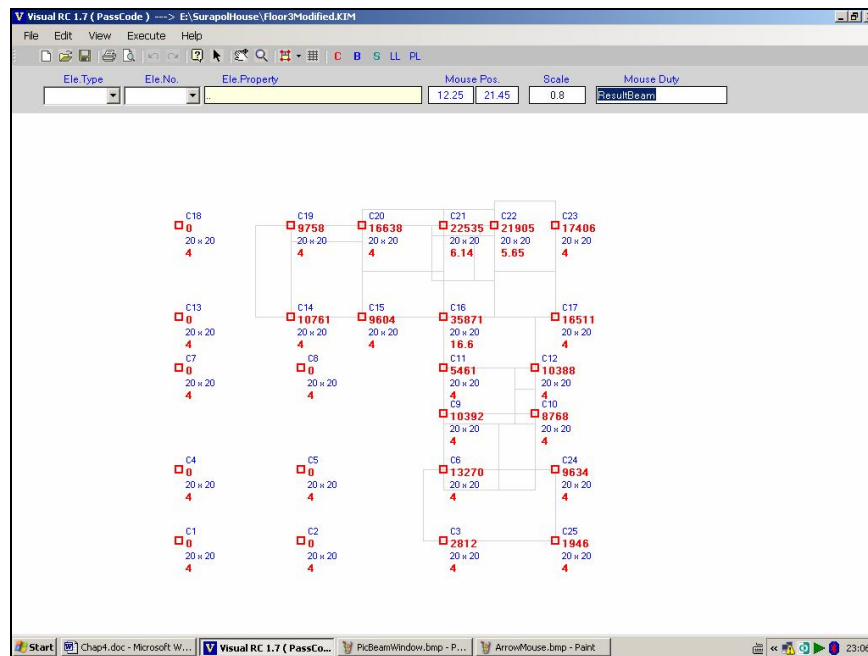 Visual RC 1.7 ( PassCode ) ---> E:\SurapolHouse\Floor3Modified.KIM
File Edit View Execute Help
C B S LL PL
Ele.Type Ele.No. Ele.Property Mouse Pos. Scale Mouse Duty
.. 12.25 21.45 0.8 ResultBeam
C18 C19 C20 C21 C22 C23
0 9758 16638 22535 21905 17406
20 x 20 20 x 20 20 x 20 20 x 20 20 x 20 20 x 20
4 4 4 6.14 5.65 4
C13 C14 C15 C16 C17
0 10761 9604 35871 16511
20 x 20 20 x 20 20 x 20 20 x 20 20 x 20
4 4 4 16.6 4
C7 C8 C11 C12
0 0 5461 10388
20 x 20 20 x 20 20 x 20 20 x 20
4 4 4 4
C9 C10
10392 8768
20 x 20 20 x 20
4 4
C4 C5 C6 C24
0 0 13270 9634
20 x 20 20 x 20 20 x 20 20 x 20
4 4 4 4
C1 C2 C3 C25
0 0 2812 1946
20 x 20 20 x 20 20 x 20 20 x 20
4 4 4 4
Start Chap4.doc - Microsoft W... Visual RC 1.7 ( PassCo... PicBeamWindow.bmp - P... ArrowMouse.bmp - Paint